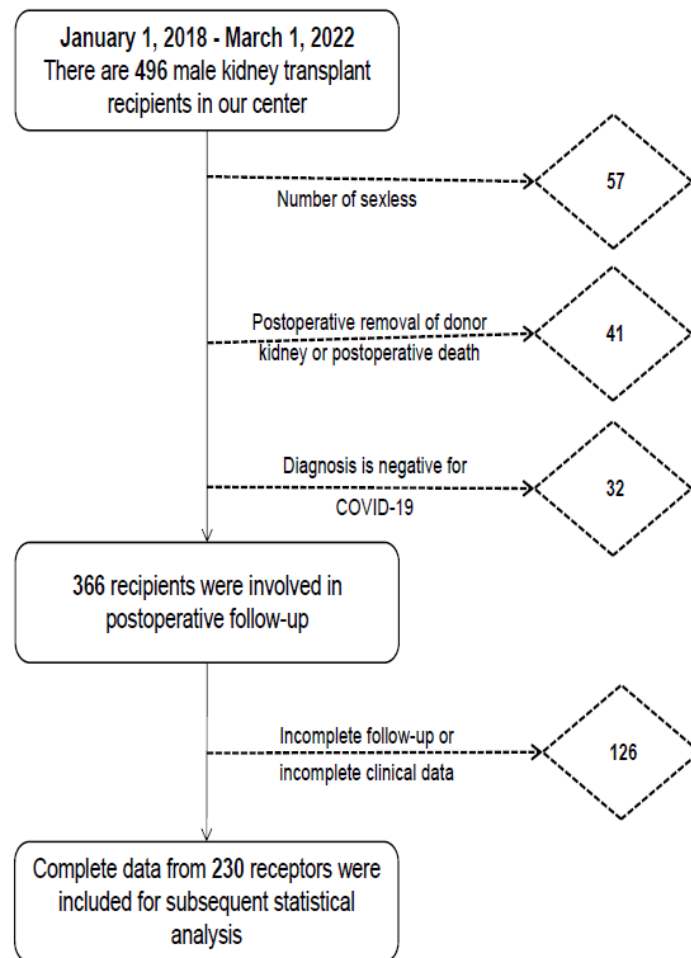 January 1, 2018 - March 1, 2022
There are 496 male kidney transplant
recipients in our center
57
Number of sexless
Postoperative removal of donor
kidney or postoperative death
41
Diagnosis is negative for
COVID-19
32
366 recipients were involved in
postoperative follow-up
Incomplete follow-up or
incomplete clinical data
126
Complete data from 230 receptors were
included for subsequent statistical
analysis